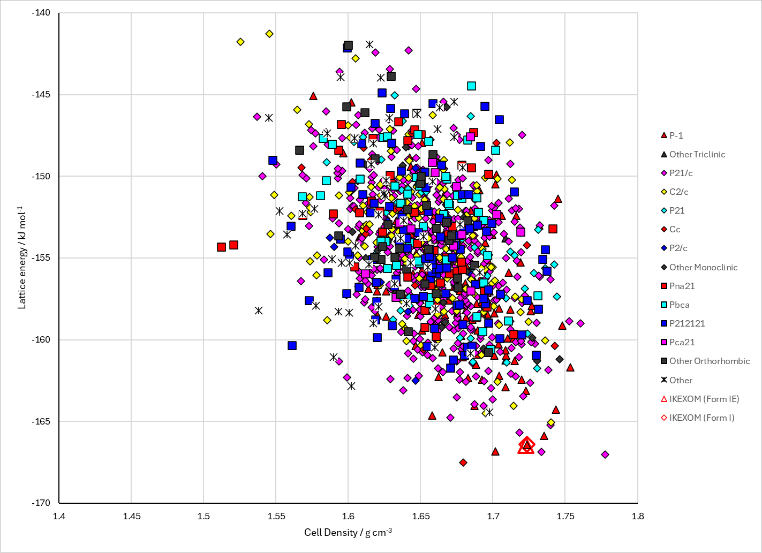 -140
-145
-150
-155
-160
-165
-170
1.4
1.45
1.5
1.55
1.6
1.65
1.7
1.75
1.8
Lattice energy / kJ mol-1
Cell Density / g cm-3
P-1
Other Triclinic
P21/c
C2/c
P21
Cc
P2/c
Other Monoclinic
Pna21
Pbca
P212121
Pca21
Other Orthorhombic
Other
IKEXOM (Form IE)
IKEXOM (Form I)